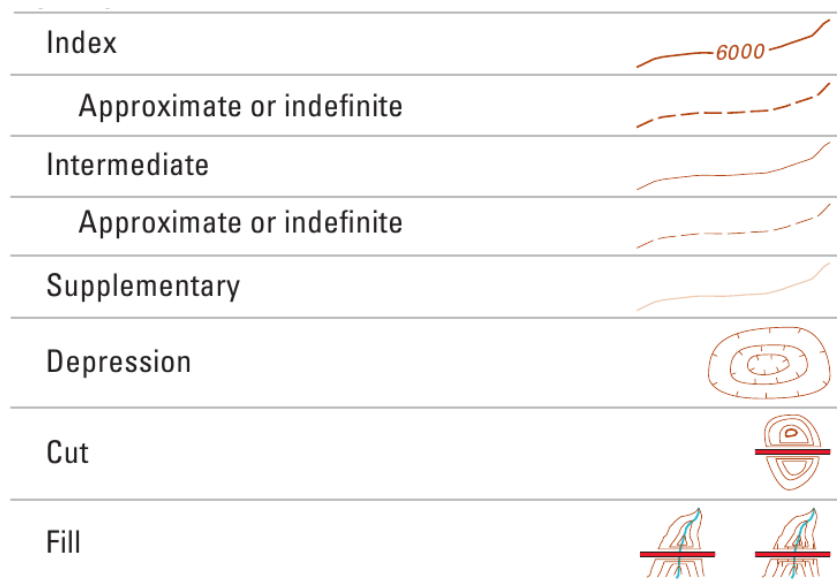 Index
6000
Approximate or indefinite
Intermediate
Approximate or indefinite
Supplementary
Depression
Cut
Fill